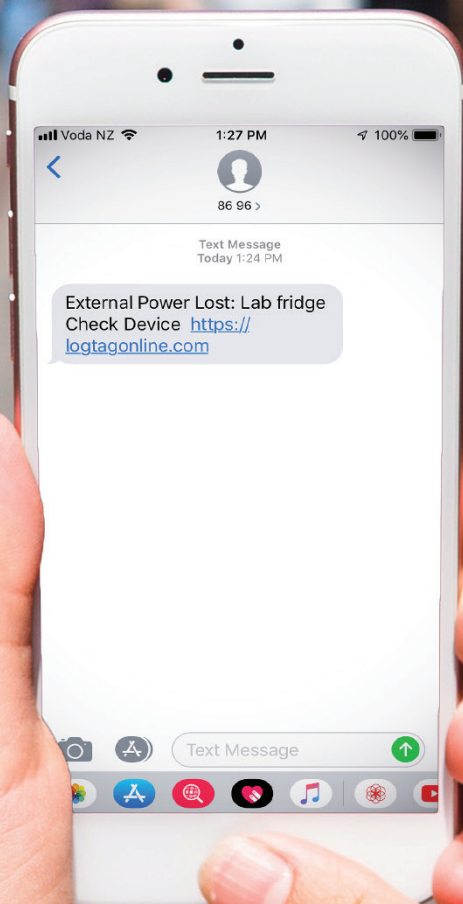 Voda NZ 1:27 PM 100%
86 96 >
Text Message
Today 1:24 PM
External Power Lost: Lab fridge
Check Device https://
logtagonline.com
Text Message